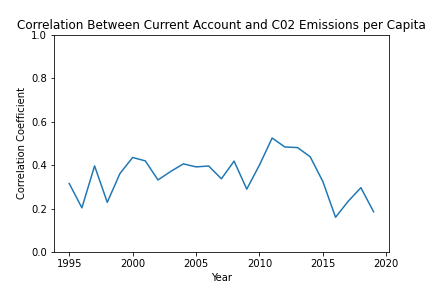 Correlation Between Current Account and C02 Emissions per Capita
1.0
0.8
0.6
0.4
0.2
0.0
Correlation Coefficient
1995 2000 2005 2010 2015 2020
Year